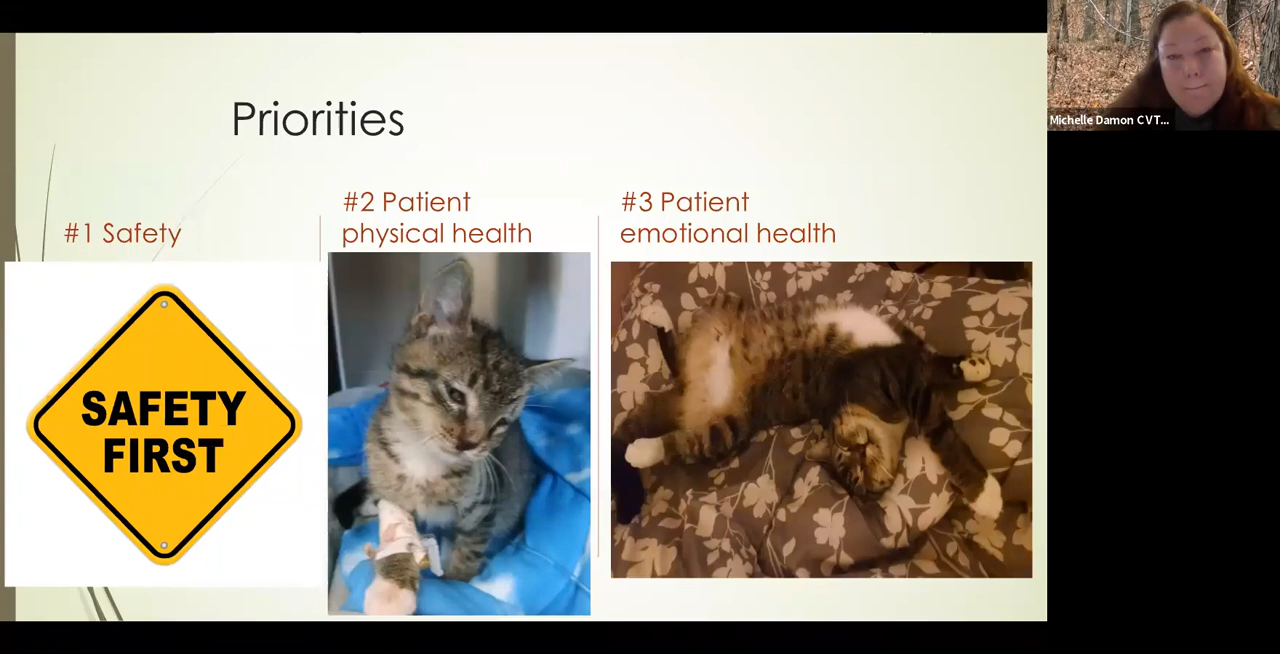 Priorities
#1 Safety
#2 Patient
physical health
#3 Patient
emotional health
SAFETY
FIRST
Michelle Damon CVT...